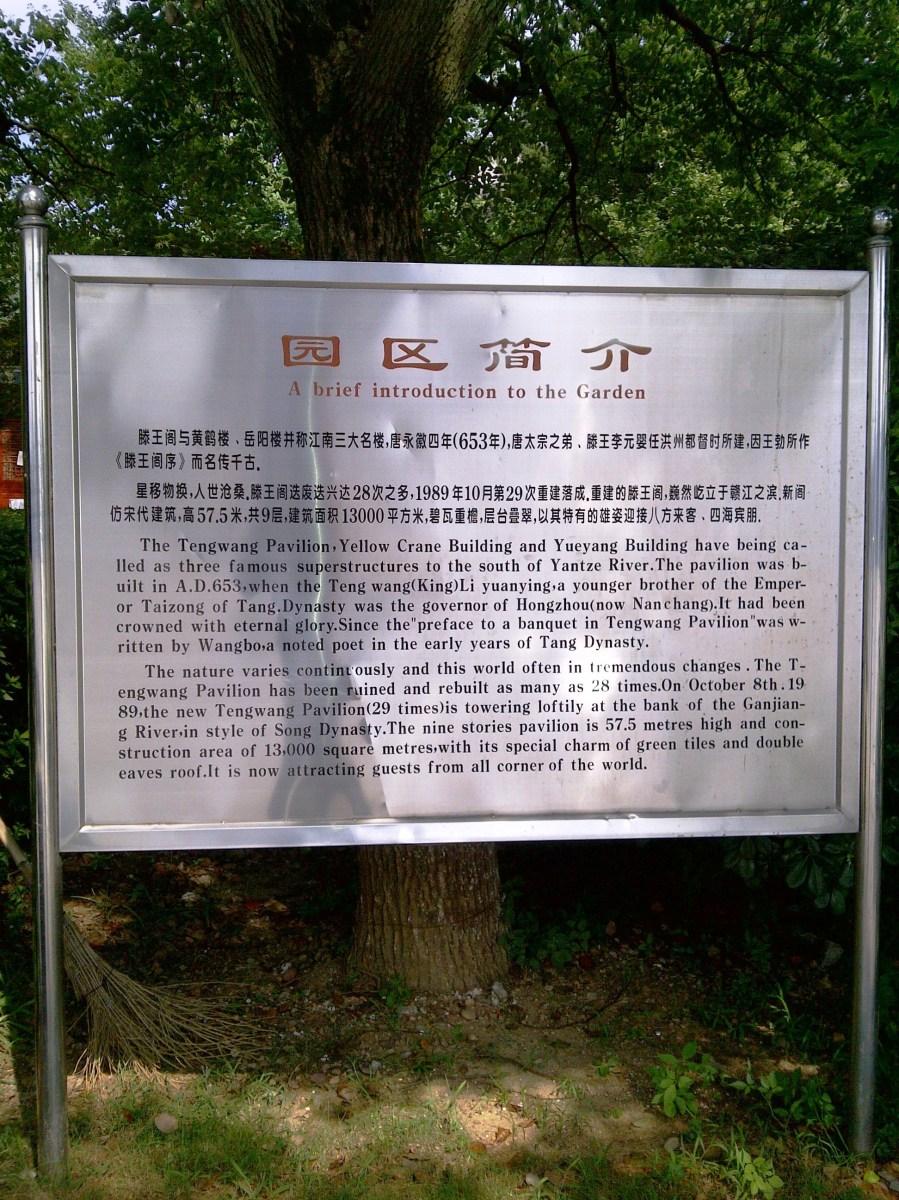 园区简介
A brief introduction to the Garden
滕王阁与黄鹤楼、岳阳楼并称江南三大名楼,唐永徽四年(653年),唐太宗之弟、滕王李元婴任洪州都督时所建,因王勃所作
《滕王阁序》而名传千古.
星移物换,人世沧桑.滕王阁迭废迭兴达28次之多,1989年10月第29次重建落成.重建的滕王阁,巍然屹立于赣江之滨.新阁
仿宋代建筑,高57.5米,共9层,建筑面积13000平方米,碧瓦重檐,层台叠翠,以其特有的雄姿迎接八方来客、四海宾朋.
The Tengwang Pavilion,Yellow Crane Building and Yueyang Building have being ca-
lled as three famous superstructures to the south of Yantze River.The pavilion was b-
uilt in A.D.653,when the Teng wang(King)Li yuanying,a younger brother of the Emper-
or Taizong of Tang.Dynasty was the governor of Hongzhou(now Nanchang).It had been
crowned with eternal glory.Since the"preface to a banquet in Tengwang Pavilion"was w-
ritten by Wangbo,a noted poet in the early years of Tang Dynasty.
The nature varies continuously and this world often in tremendous changes.The T-
engwang Pavilion has been ruined and rebuilt as many as 28 times.On October 8th.19
89,the new Tengwang Pavilion(29 times)is towering loftily at the bank of the Ganjian-
g River,in style of Song Dynasty.The nine stories pavilion is 57.5 metres high and con-
struction area of 13,000 square metres,with its special charm of green tiles and double
eaves roof.It is now attracting guests from all corner of the world.